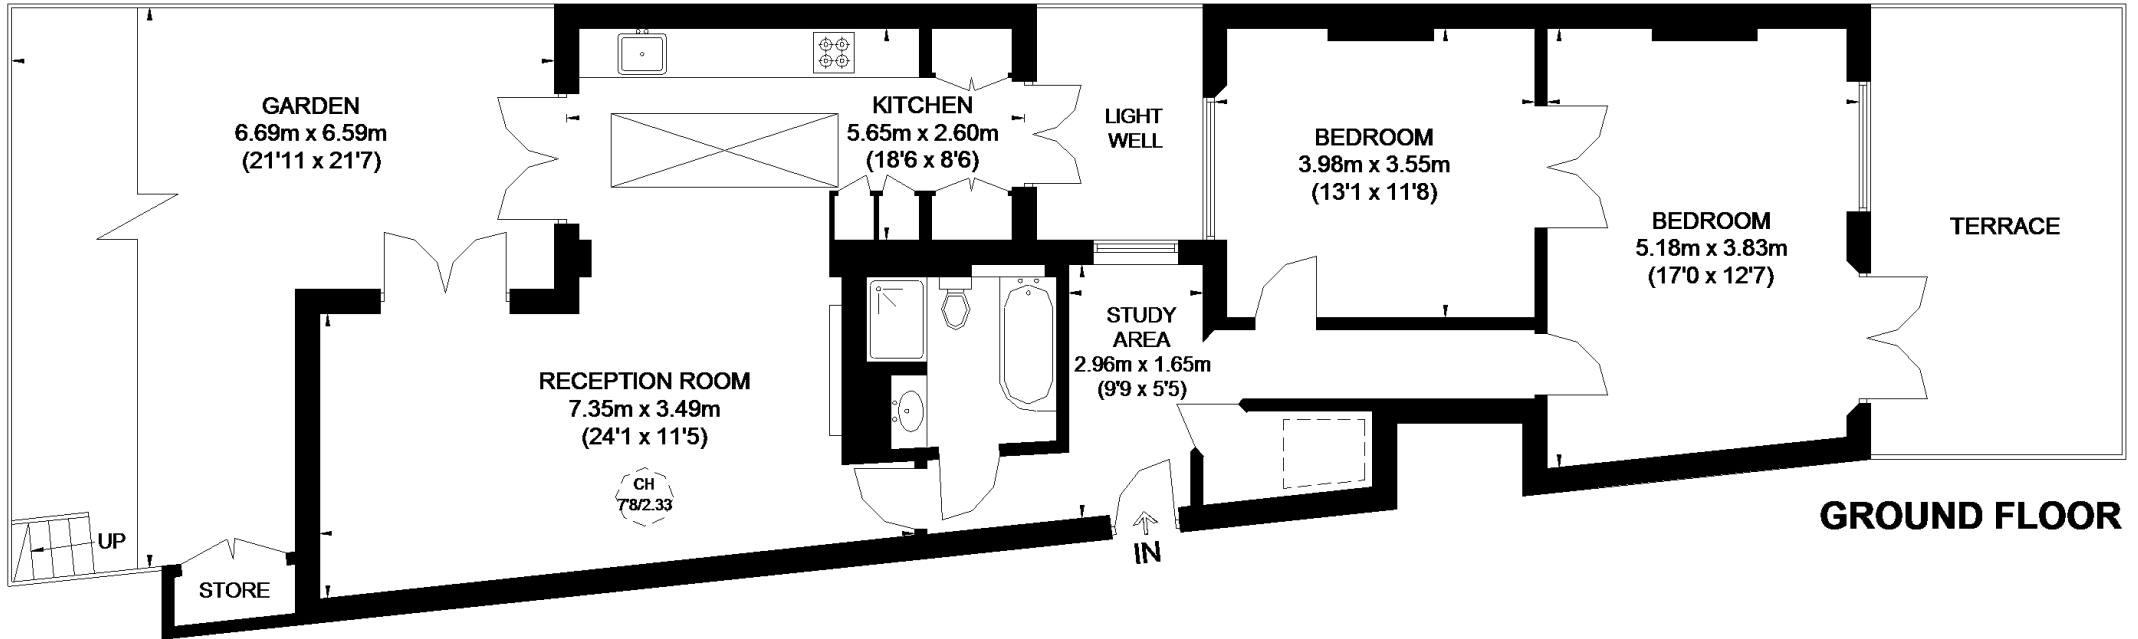 GARDEN
6.69m x 6.59m
(21'11 x 21'7)
KITCHEN
5.65m x 2.60m
(18'6 x 8'6)
LIGHT
WELL
BEDROOM
3.98m x 3.55m
(13'1 x 11'8)
BEDROOM
5.18m x 3.83m
(17'0 x 12'7)
TERRACE
STUDY
AREA
2.96m x 1.65m
(9'9 x 5'5)
RECEPTION ROOM
7.35m x 3.49m
(24'1 x 11'5)
CH
7'8/2.33
UP
STORE
IN
GROUND FLOOR